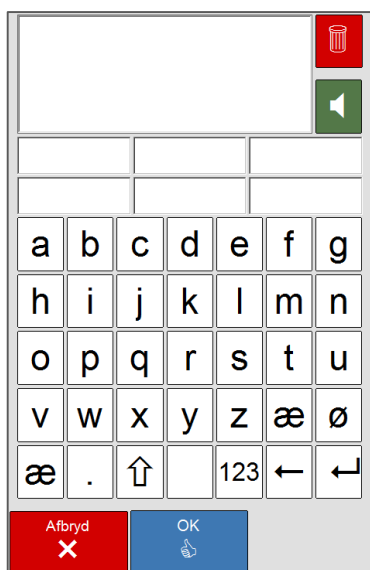 a b c d e f g
h i j k l m n
o p q r s t u
v w x y z æ ø
æ . ⇧ 123 ← ↵
Afbryd OK